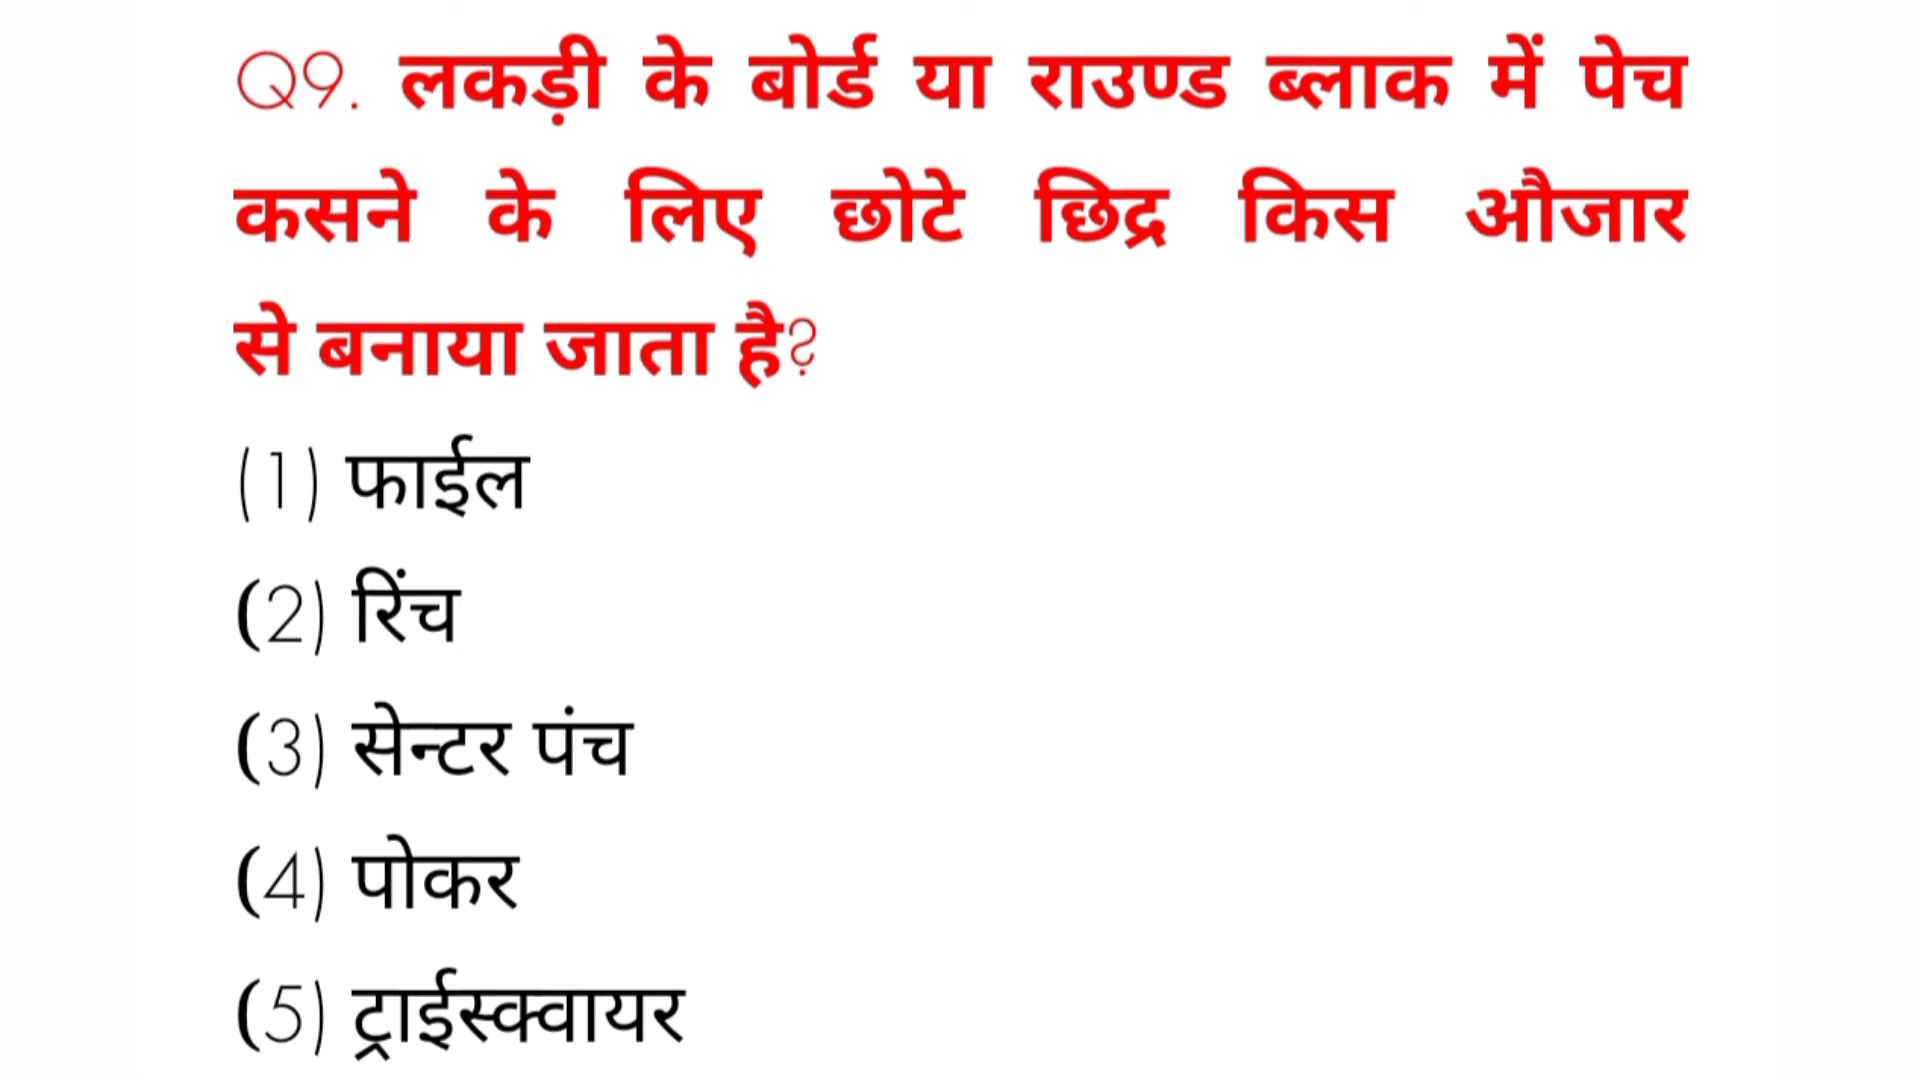 Q9. लकड़ी के बोर्ड या राउण्ड ब्लाक में पेच
कसने के लिए छोटे छिद्र किस औजार
से बनाया जाता है?
(1) फाईल
(2) रिंच
(3) सेन्टर पंच
(4) पोकर
(5) ट्राईस्क्वायर